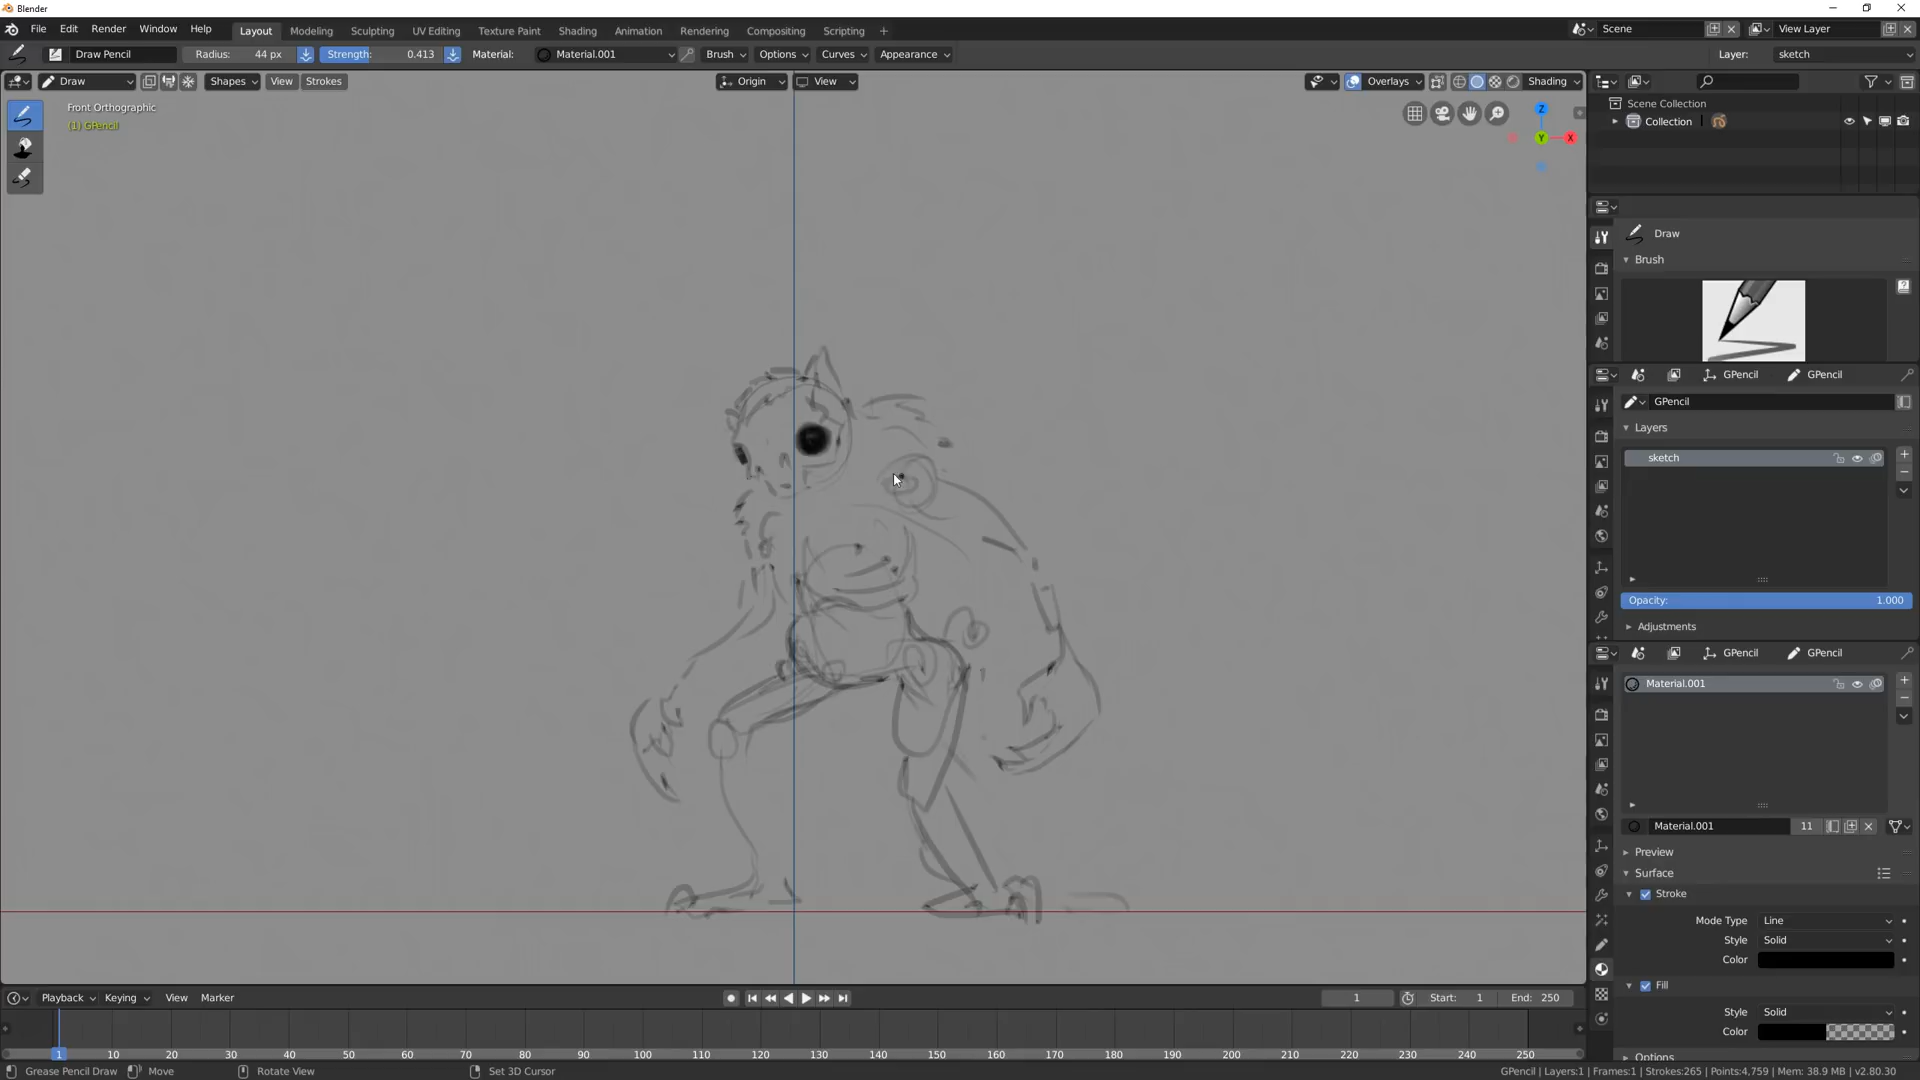 Blender
File Edit Render Window Help
Layout Modeling Sculpting UV Editing Texture Paint Shading Animation Rendering Compositing Scripting +
Scene
View Layer
Draw Pencil
Radius: 44 px
Strength: 0.413
Material: Material.001
Brush
Options
Curves
Appearance
Layer: sketch
Draw
Shapes
View
Strokes
Origin
View
Overlays
Shading
Front Orthographic
(1) GPencil
Z
Y
X
Scene Collection
Collection
Draw
Brush
GPencil
GPencil
GPencil
Layers
sketch
Opacity: 1.000
Adjustments
GPencil
GPencil
Material.001
Material.001 11
Preview
Surface
Stroke
Mode Type Line
Style Solid
Color
Fill
Style Solid
Color
Options
Playback Keying View Marker
1
Start: 1
End: 250
1 10 20 30 40 50 60 70 80 90 100 110 120 130 140 150 160 170 180 190 200 210 220 230 240 250
Grease Pencil Draw
Move
Rotate View
Set 3D Cursor
GPencil | Layers:1 | Frames:1 | Strokes:265 | Points:4,759 | Mem: 38.9 MB | v2.80.30